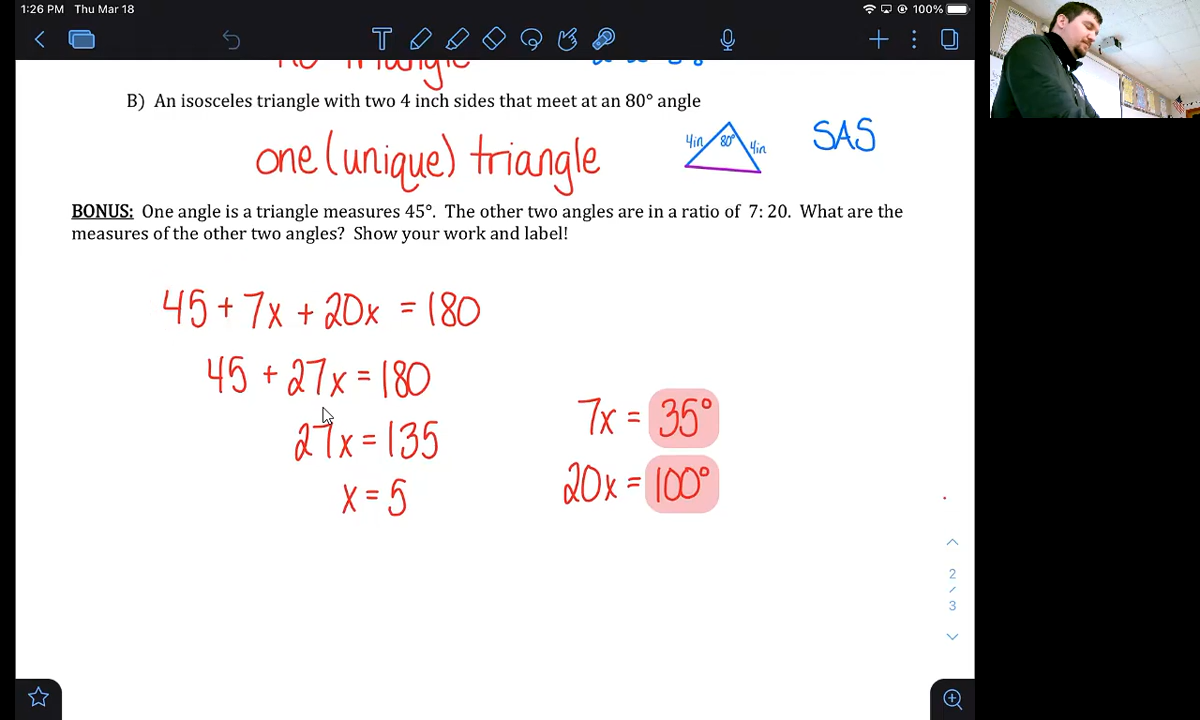 1:26 PM Thu Mar 18
100%
T
no triangle
B) An isosceles triangle with two 4 inch sides that meet at an 80° angle
4in 80° 4in
SAS
one (unique) triangle
BONUS: One angle is a triangle measures 45°. The other two angles are in a ratio of 7: 20. What are the
measures of the other two angles? Show your work and label!
45 + 7x + 20x = 180
45 + 27x = 180
27x = 135
x = 5
7x = 35°
20x = 100°
2
/
3